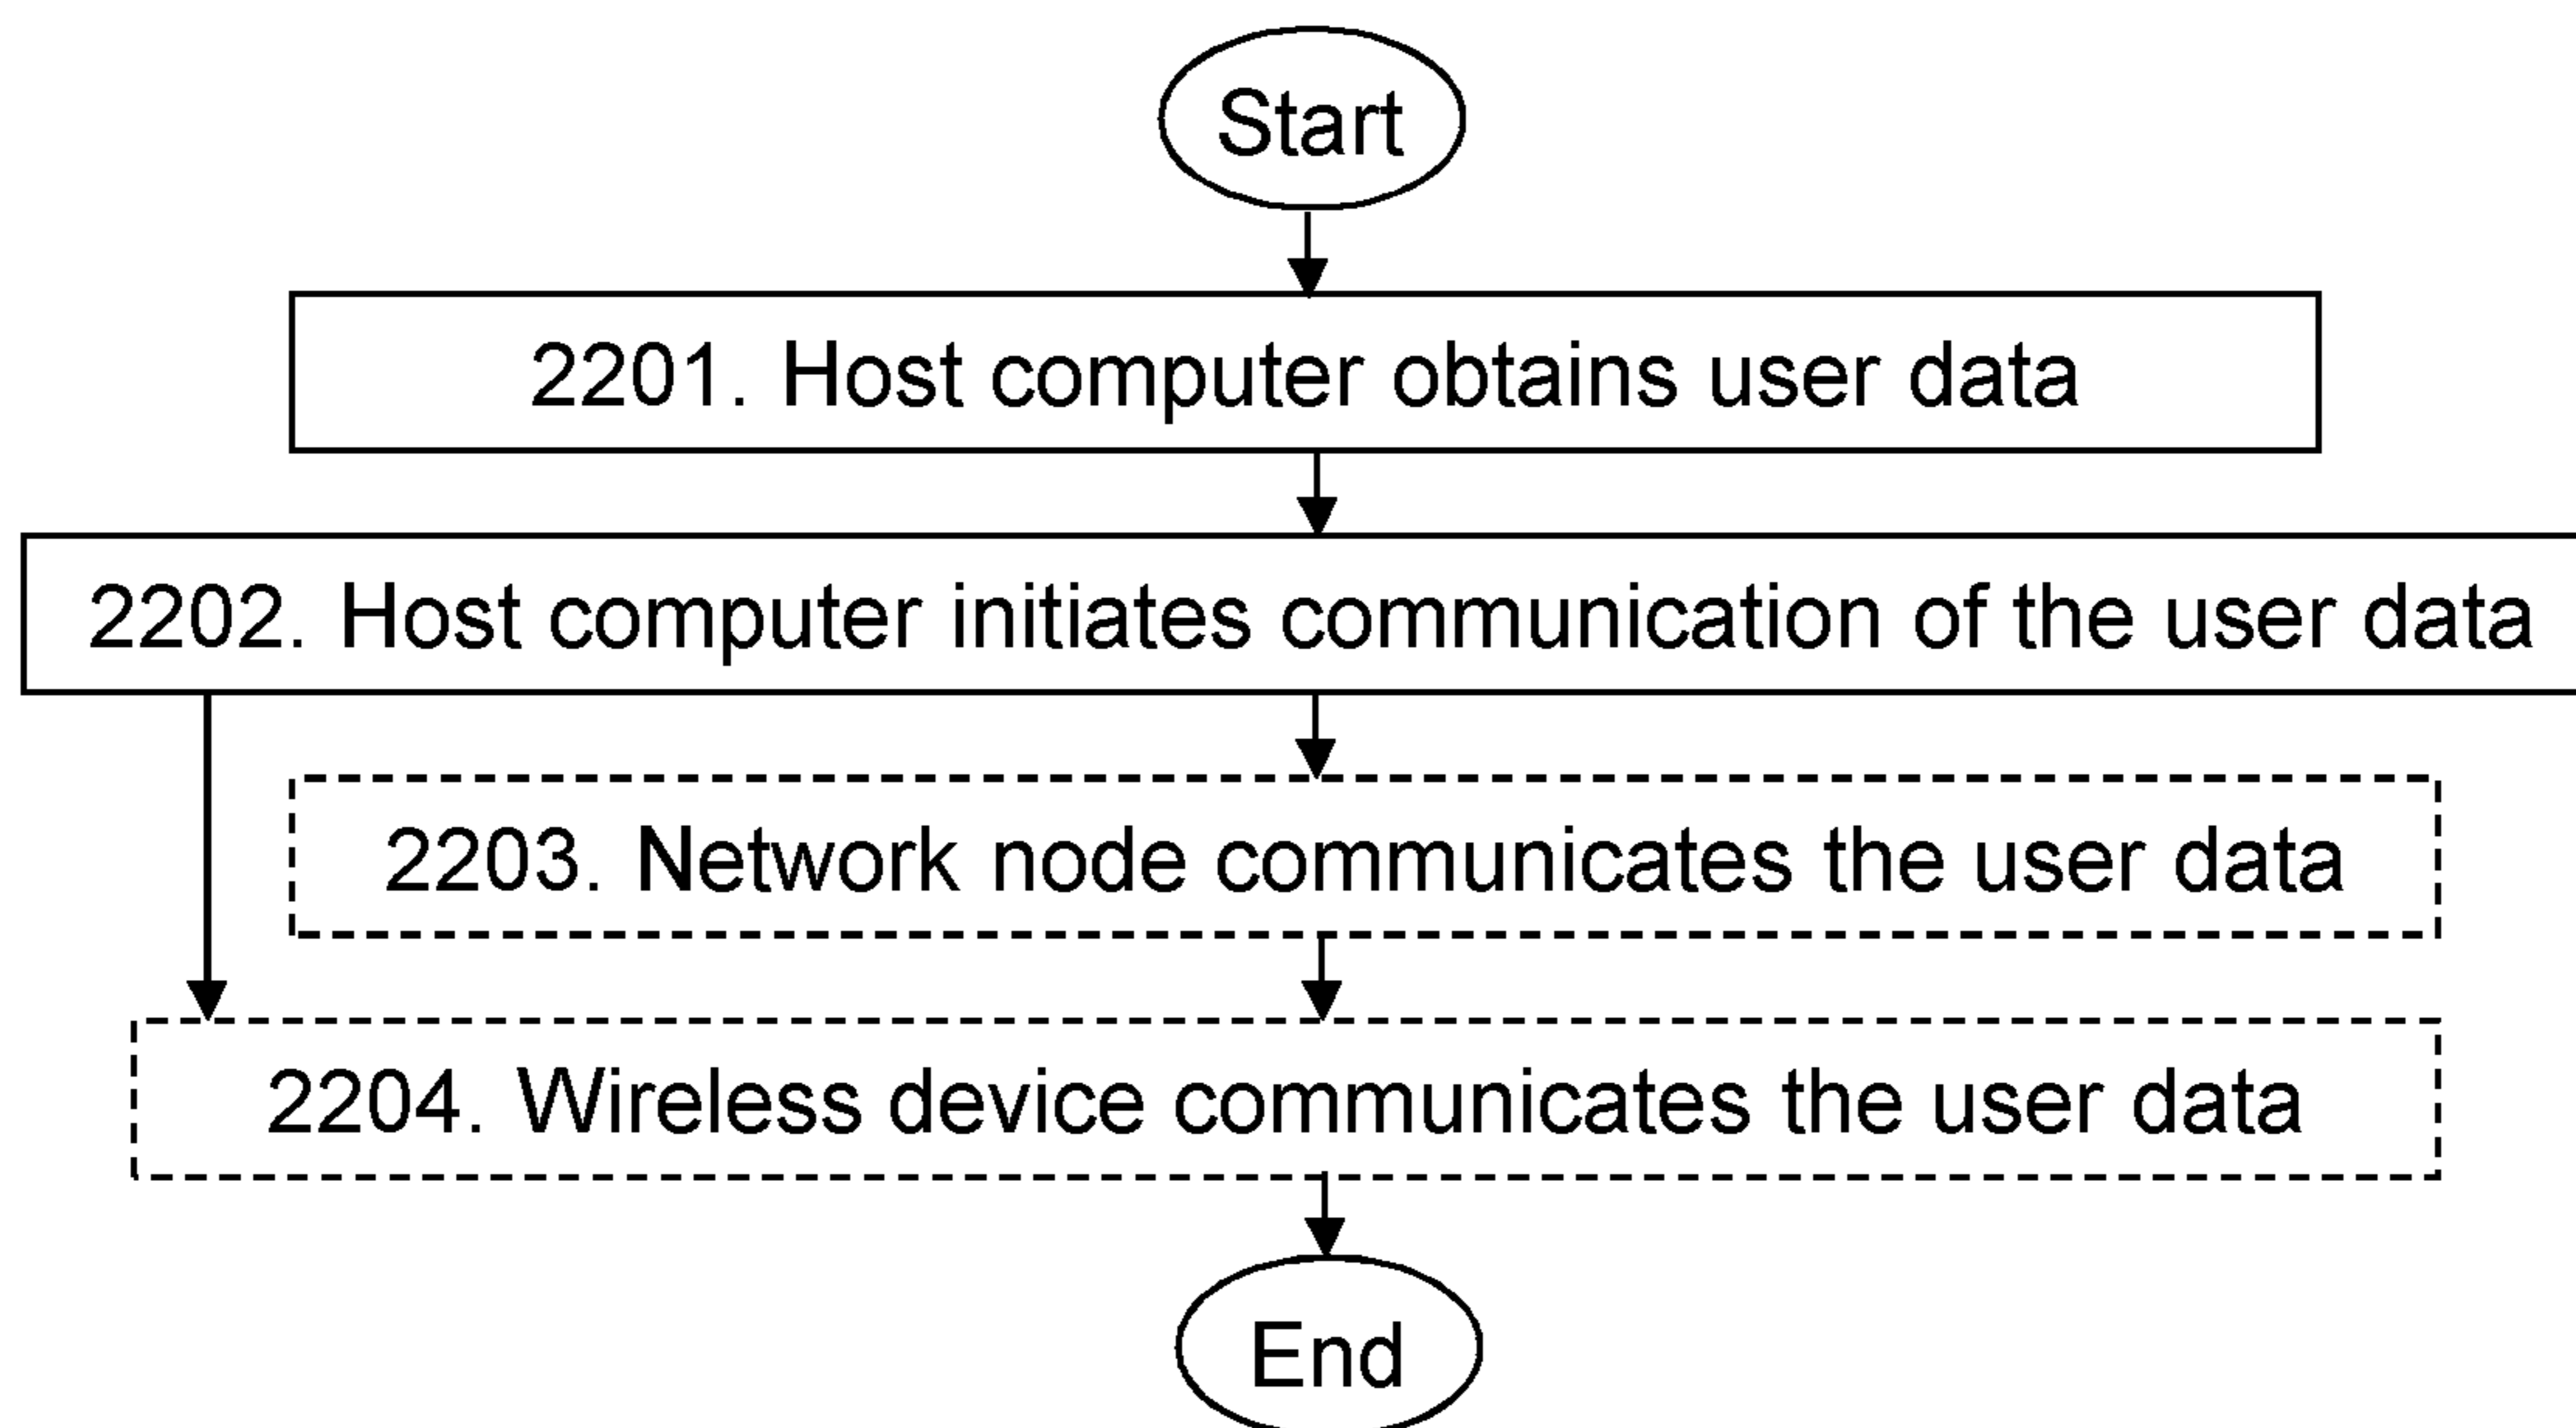 Start
2201. Host computer obtains user data
2202. Host computer initiates communication of the user data
2203. Network node communicates the user data
2204. Wireless device communicates the user data
End